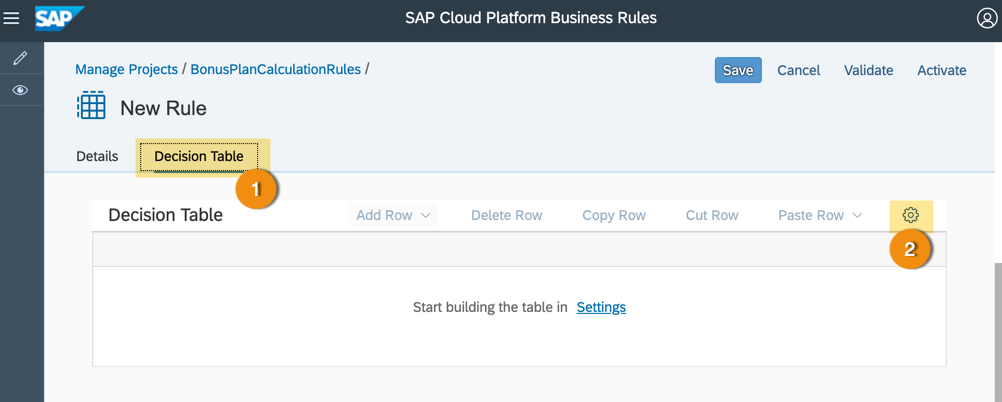 SAP SAP Cloud Platform Business Rules
Manage Projects / BonusPlanCalculationRules / Save Cancel Validate Activate
New Rule
Details Decision Table
1
Decision Table Add Row Delete Row Copy Row Cut Row Paste Row
2
Start building the table in Settings